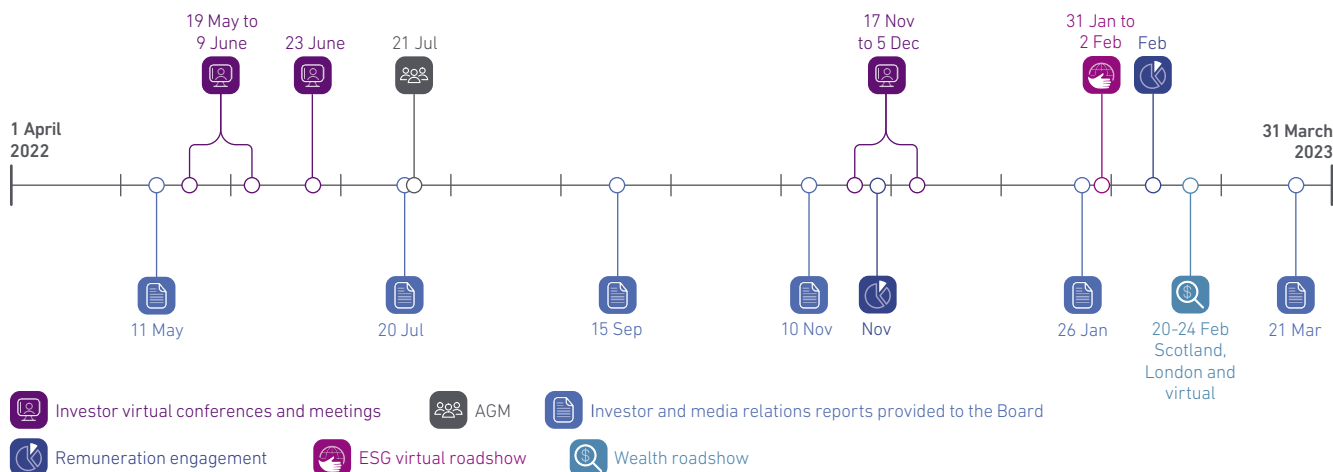 19 May to
9 June
23 June
21 Jul
17 Nov
to 5 Dec
31 Jan to
2 Feb
Feb
1 April
2022
31 March
2023
11 May
20 Jul
15 Sep
10 Nov
Nov
26 Jan
20-24 Feb
Scotland,
London and
virtual
21 Mar
Investor virtual conferences and meetings
AGM
Investor and media relations reports provided to the Board
Remuneration engagement
ESG virtual roadshow
Wealth roadshow